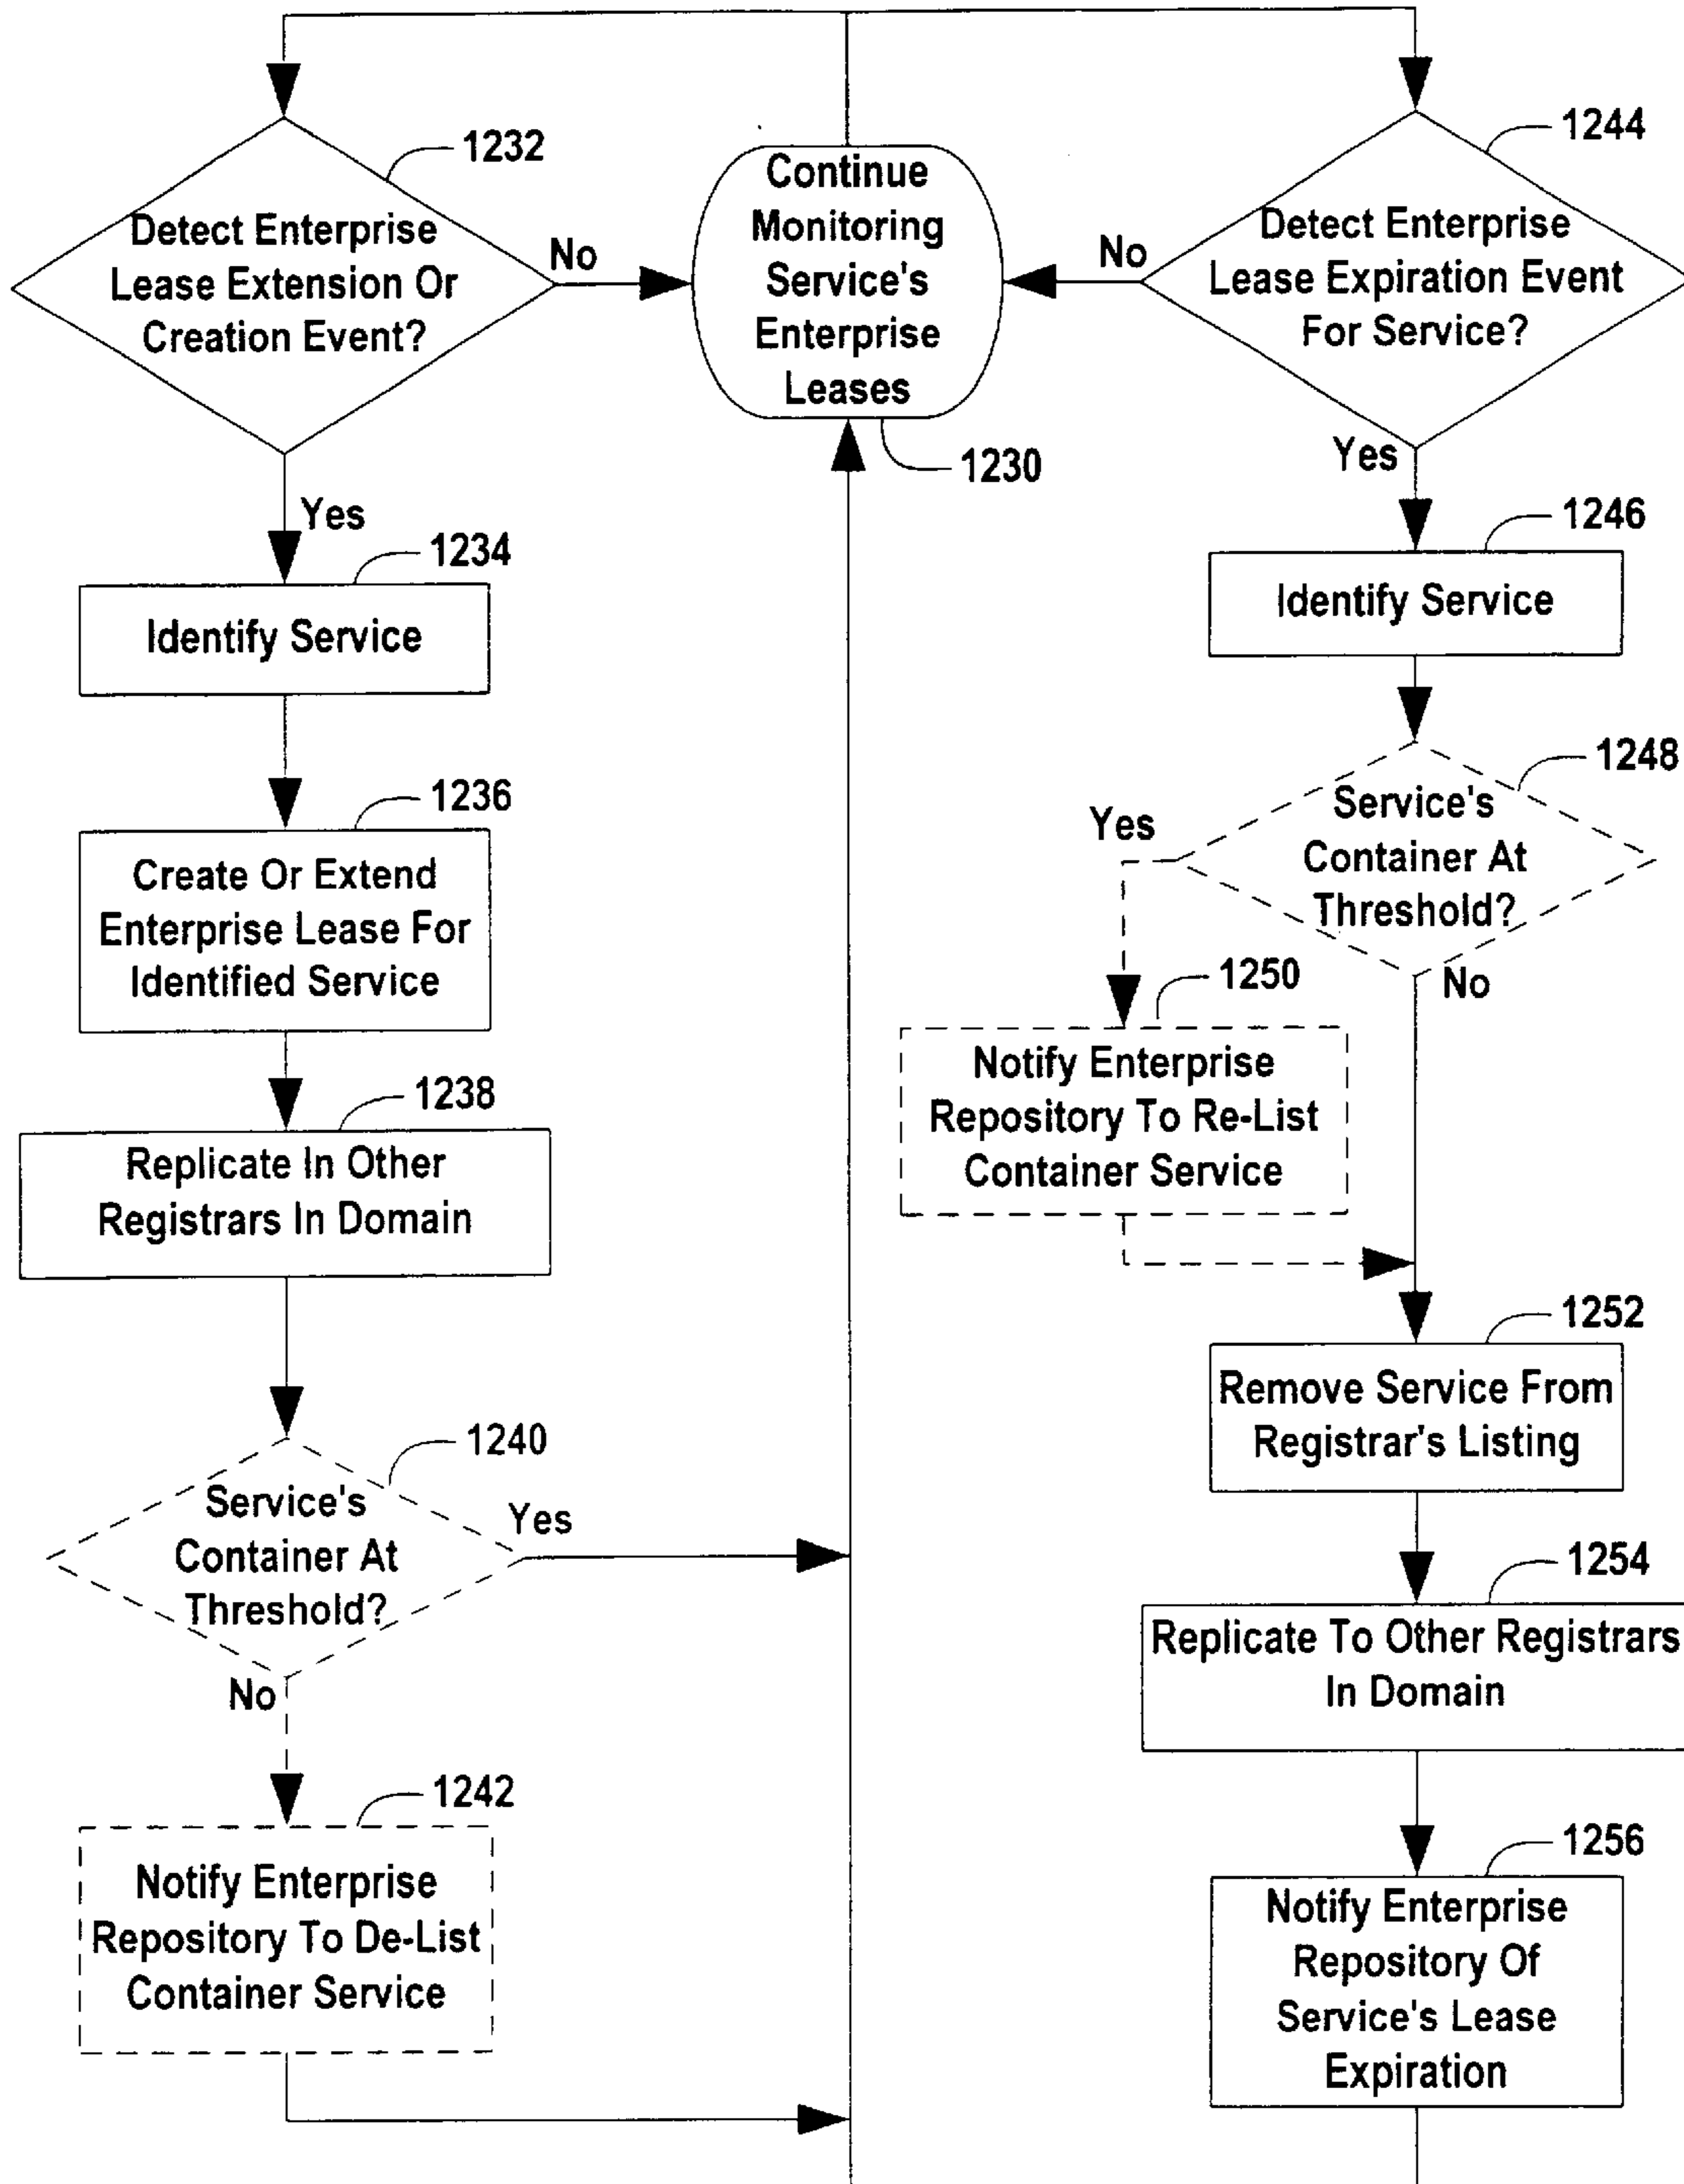 1232
Detect Enterprise
Lease Extension Or
Creation Event?
No
Yes
1234
Identify Service
1236
Create Or Extend
Enterprise Lease For
Identified Service
1238
Replicate In Other
Registrars In Domain
1240
Service's
Container At
Threshold?
Yes
No
1242
Notify Enterprise
Repository To De-List
Container Service
Continue
Monitoring
Service's
Enterprise
Leases
1230
1244
Detect Enterprise
Lease Expiration Event
For Service?
No
Yes
1246
Identify Service
1248
Service's
Container At
Threshold?
Yes
No
1250
Notify Enterprise
Repository To Re-List
Container Service
1252
Remove Service From
Registrar's Listing
1254
Replicate To Other Registrars
In Domain
1256
Notify Enterprise
Repository Of
Service's Lease
Expiration